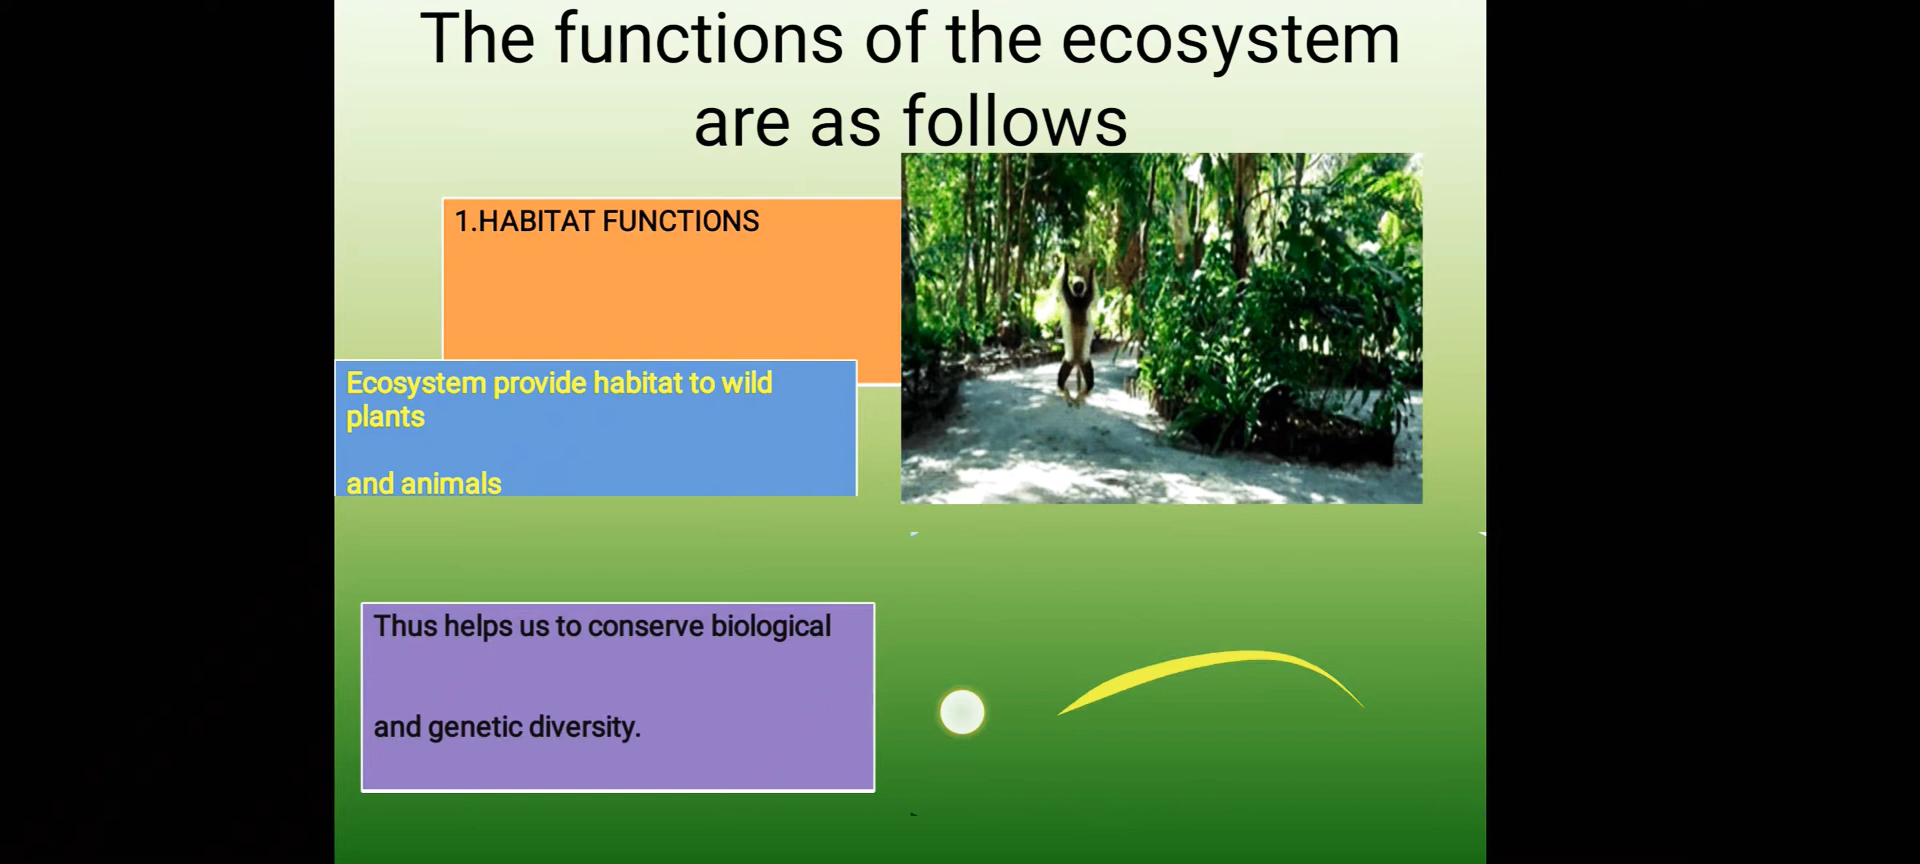 The functions of the ecosystem
are as follows
1.HABITAT FUNCTIONS
Ecosystem provide habitat to wild
plants
and animals
Thus helps us to conserve biological
and genetic diversity.